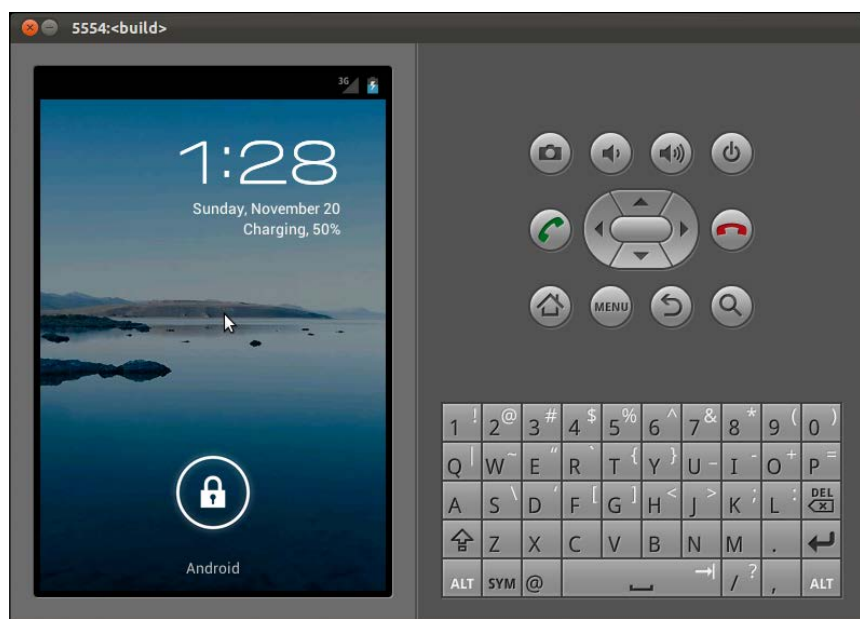 5554:<build>
3G
1:28
Sunday, November 20
Charging, 50%
Android
MENU
1 ! 2 @ 3 # 4 $ 5 % 6 ^ 7 & 8 * 9 ( 0 )
Q | W ~ E " R ` T { Y } U - I - O + P =
A S \ D ' F [ G ] H < J > K ; L : DEL
Z X C V B N M .
ALT SYM @ / ? , ALT